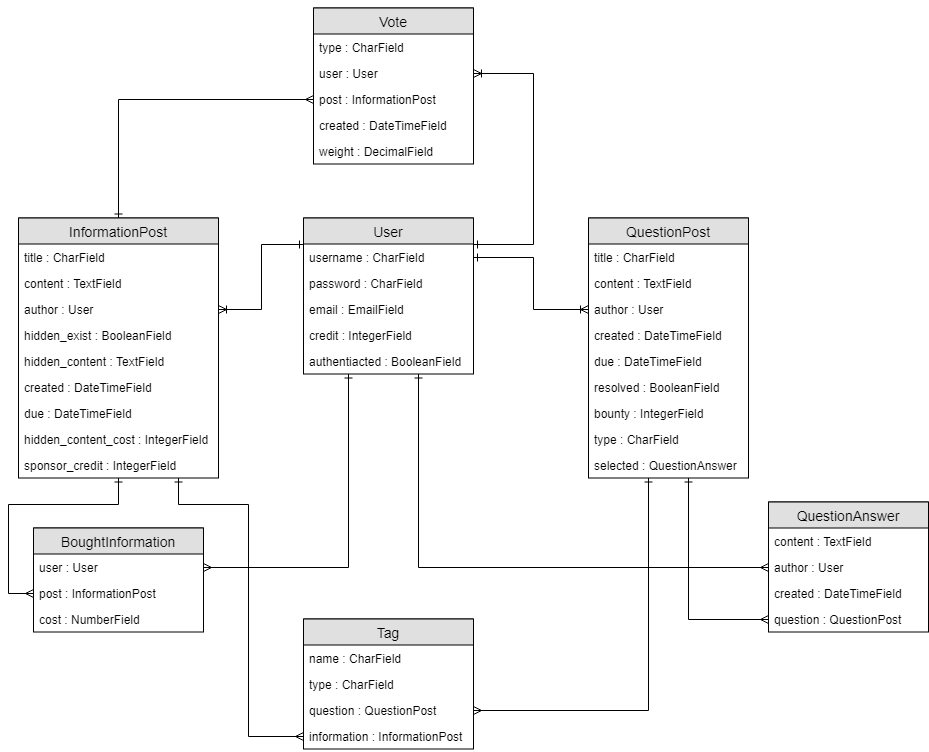 Vote
type : CharField
user : User
post : InformationPost
created : DateTimeField
weight : DecimalField
InformationPost
title : CharField
content : TextField
author : User
hidden_exist : BooleanField
hidden_content : TextField
created : DateTimeField
due : DateTimeField
hidden_content_cost : IntegerField
sponsor_credit : IntegerField
User
username : CharField
password : CharField
email : EmailField
credit : IntegerField
authentiacted : BooleanField
QuestionPost
title : CharField
content : TextField
author : User
created : DateTimeField
due : DateTimeField
resolved : BooleanField
bounty : IntegerField
type : CharField
selected : QuestionAnswer
BoughtInformation
user : User
post : InformationPost
cost : NumberField
Tag
name : CharField
type : CharField
question : QuestionPost
information : InformationPost
QuestionAnswer
content : TextField
author : User
created : DateTimeField
question : QuestionPost